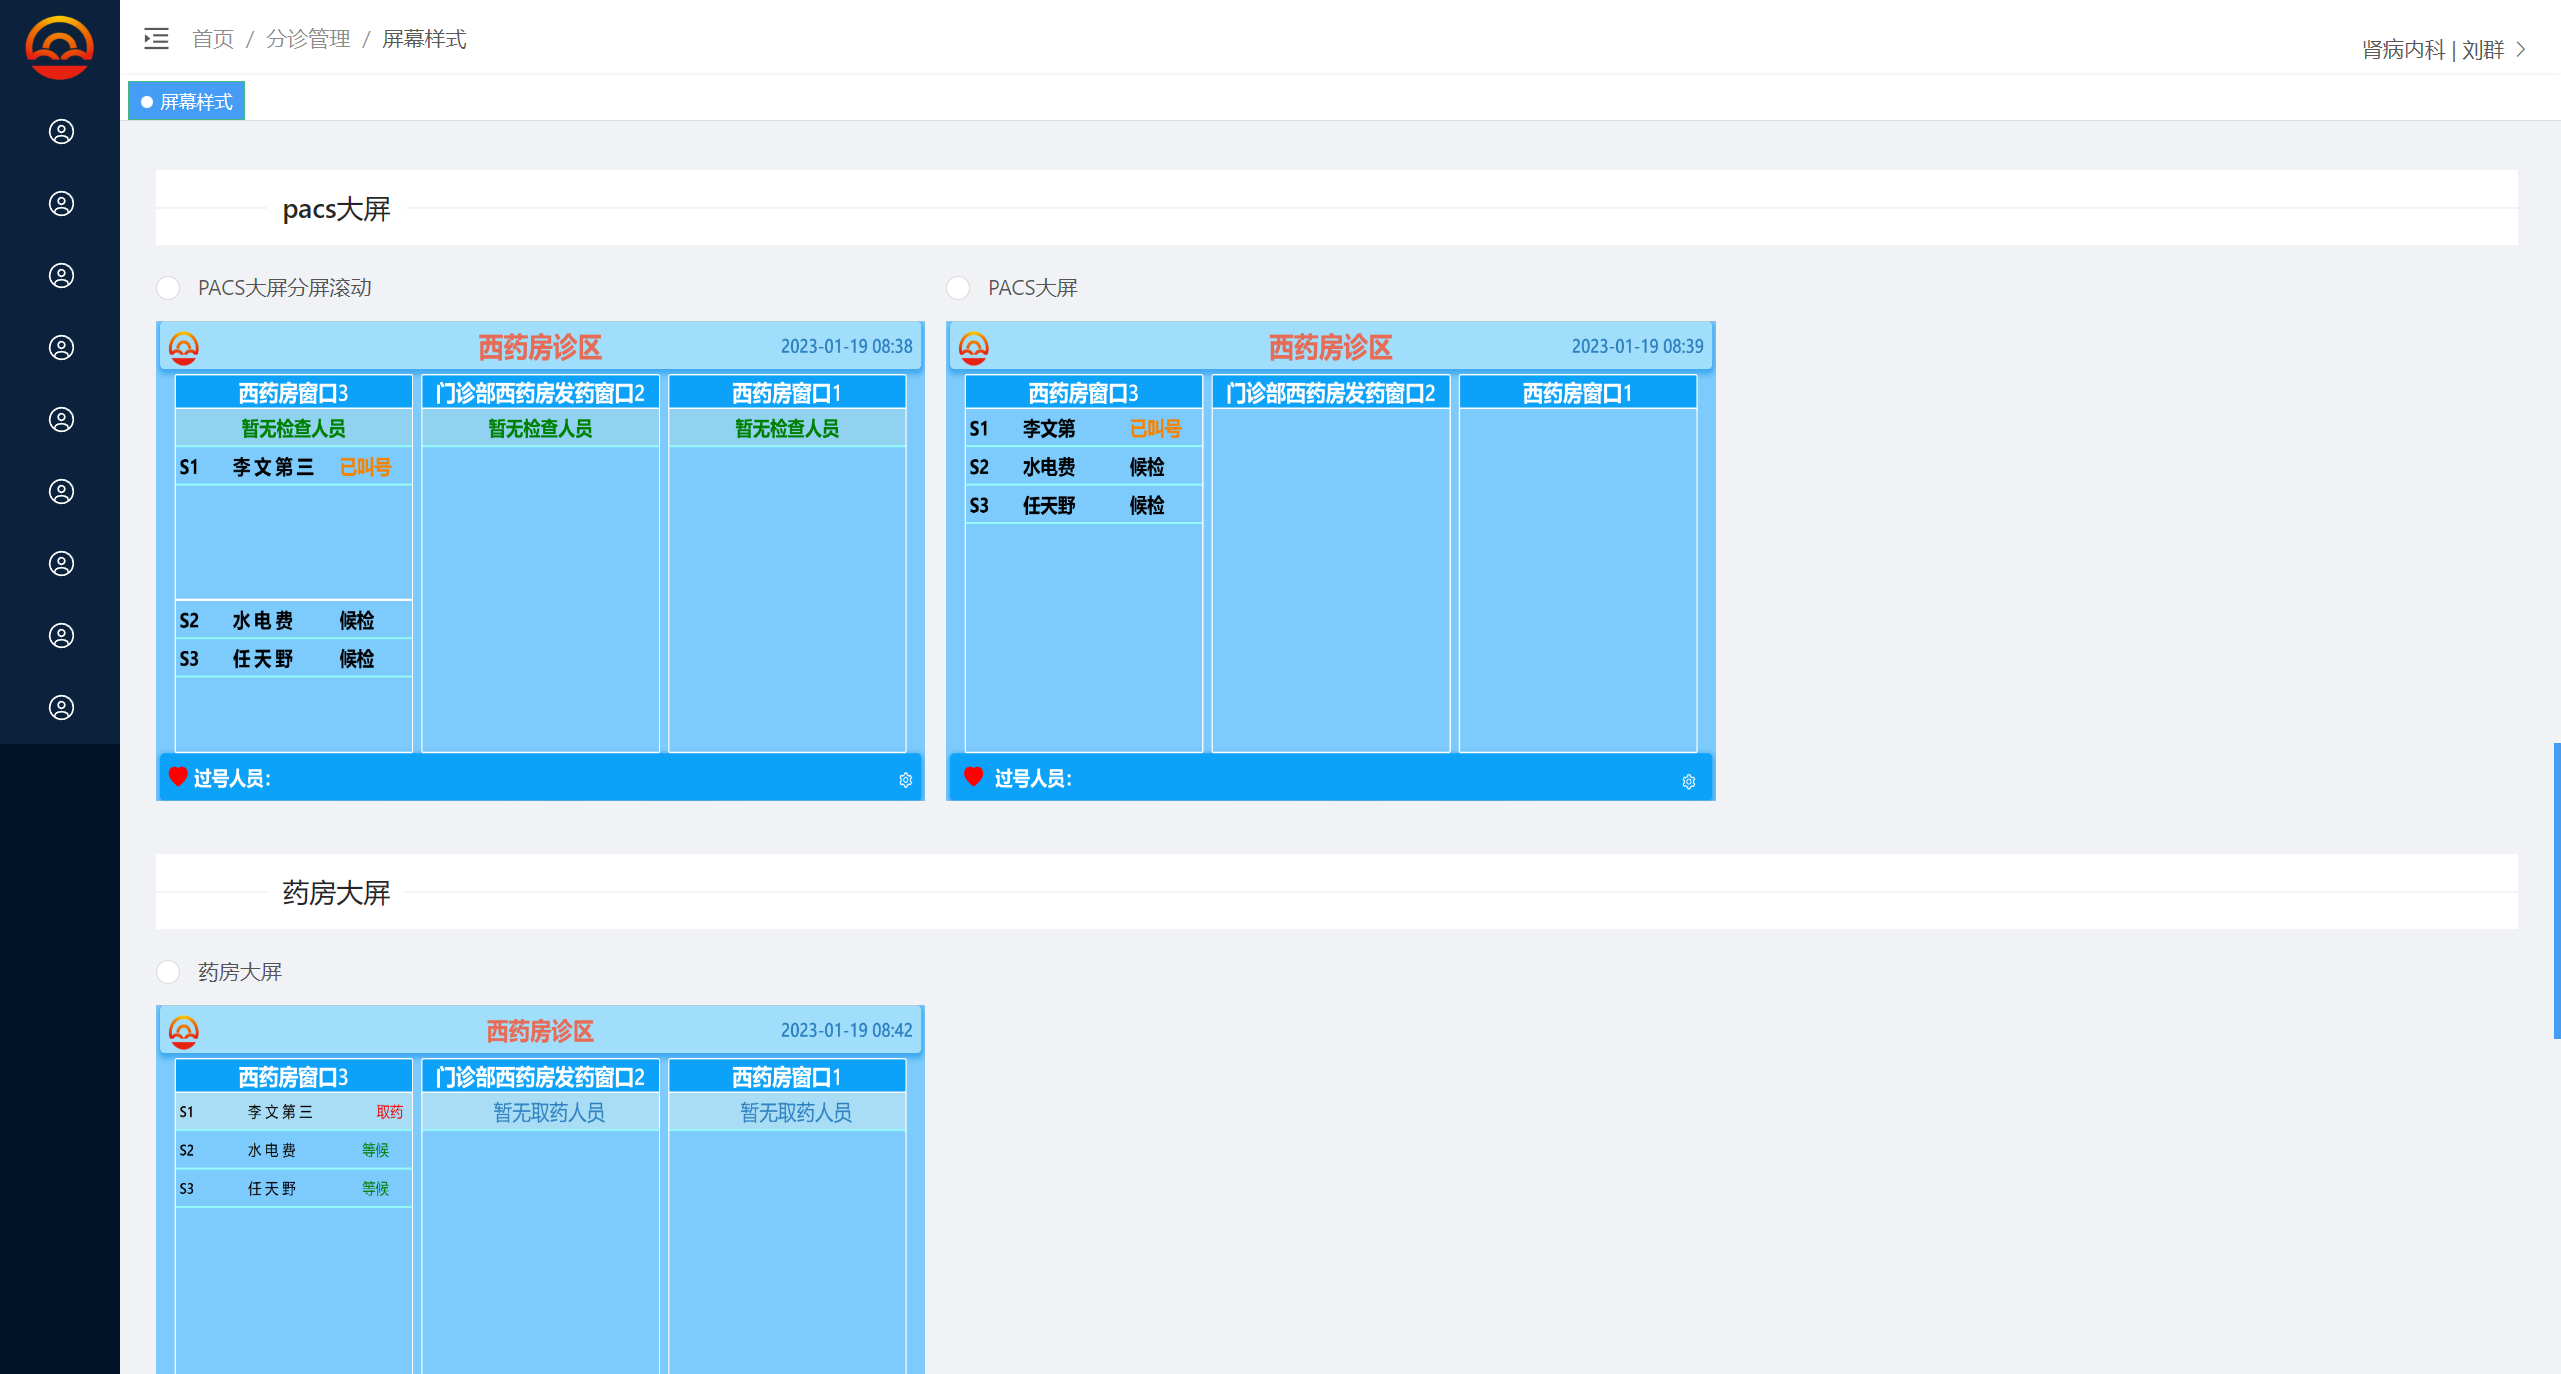 首页 / 分诊管理 / 屏幕样式
肾病内科 | 刘群
屏幕样式
pacs大屏
PACS大屏分屏滚动
西药房诊区 2023-01-19 08:38
西药房窗口3 门诊部西药房发药窗口2 西药房窗口1
暂无检查人员 暂无检查人员 暂无检查人员
S1 李文第三 已叫号
S2 水电费 候检
S3 任天野 候检
过号人员：
PACS大屏
西药房诊区 2023-01-19 08:39
西药房窗口3 门诊部西药房发药窗口2 西药房窗口1
S1 李文第 已叫号
S2 水电费 候检
S3 任天野 候检
过号人员：
药房大屏
药房大屏
西药房诊区 2023-01-19 08:42
西药房窗口3 门诊部西药房发药窗口2 西药房窗口1
S1 李文第三 取药 暂无取药人员 暂无取药人员
S2 水电费 等候
S3 任天野 等候